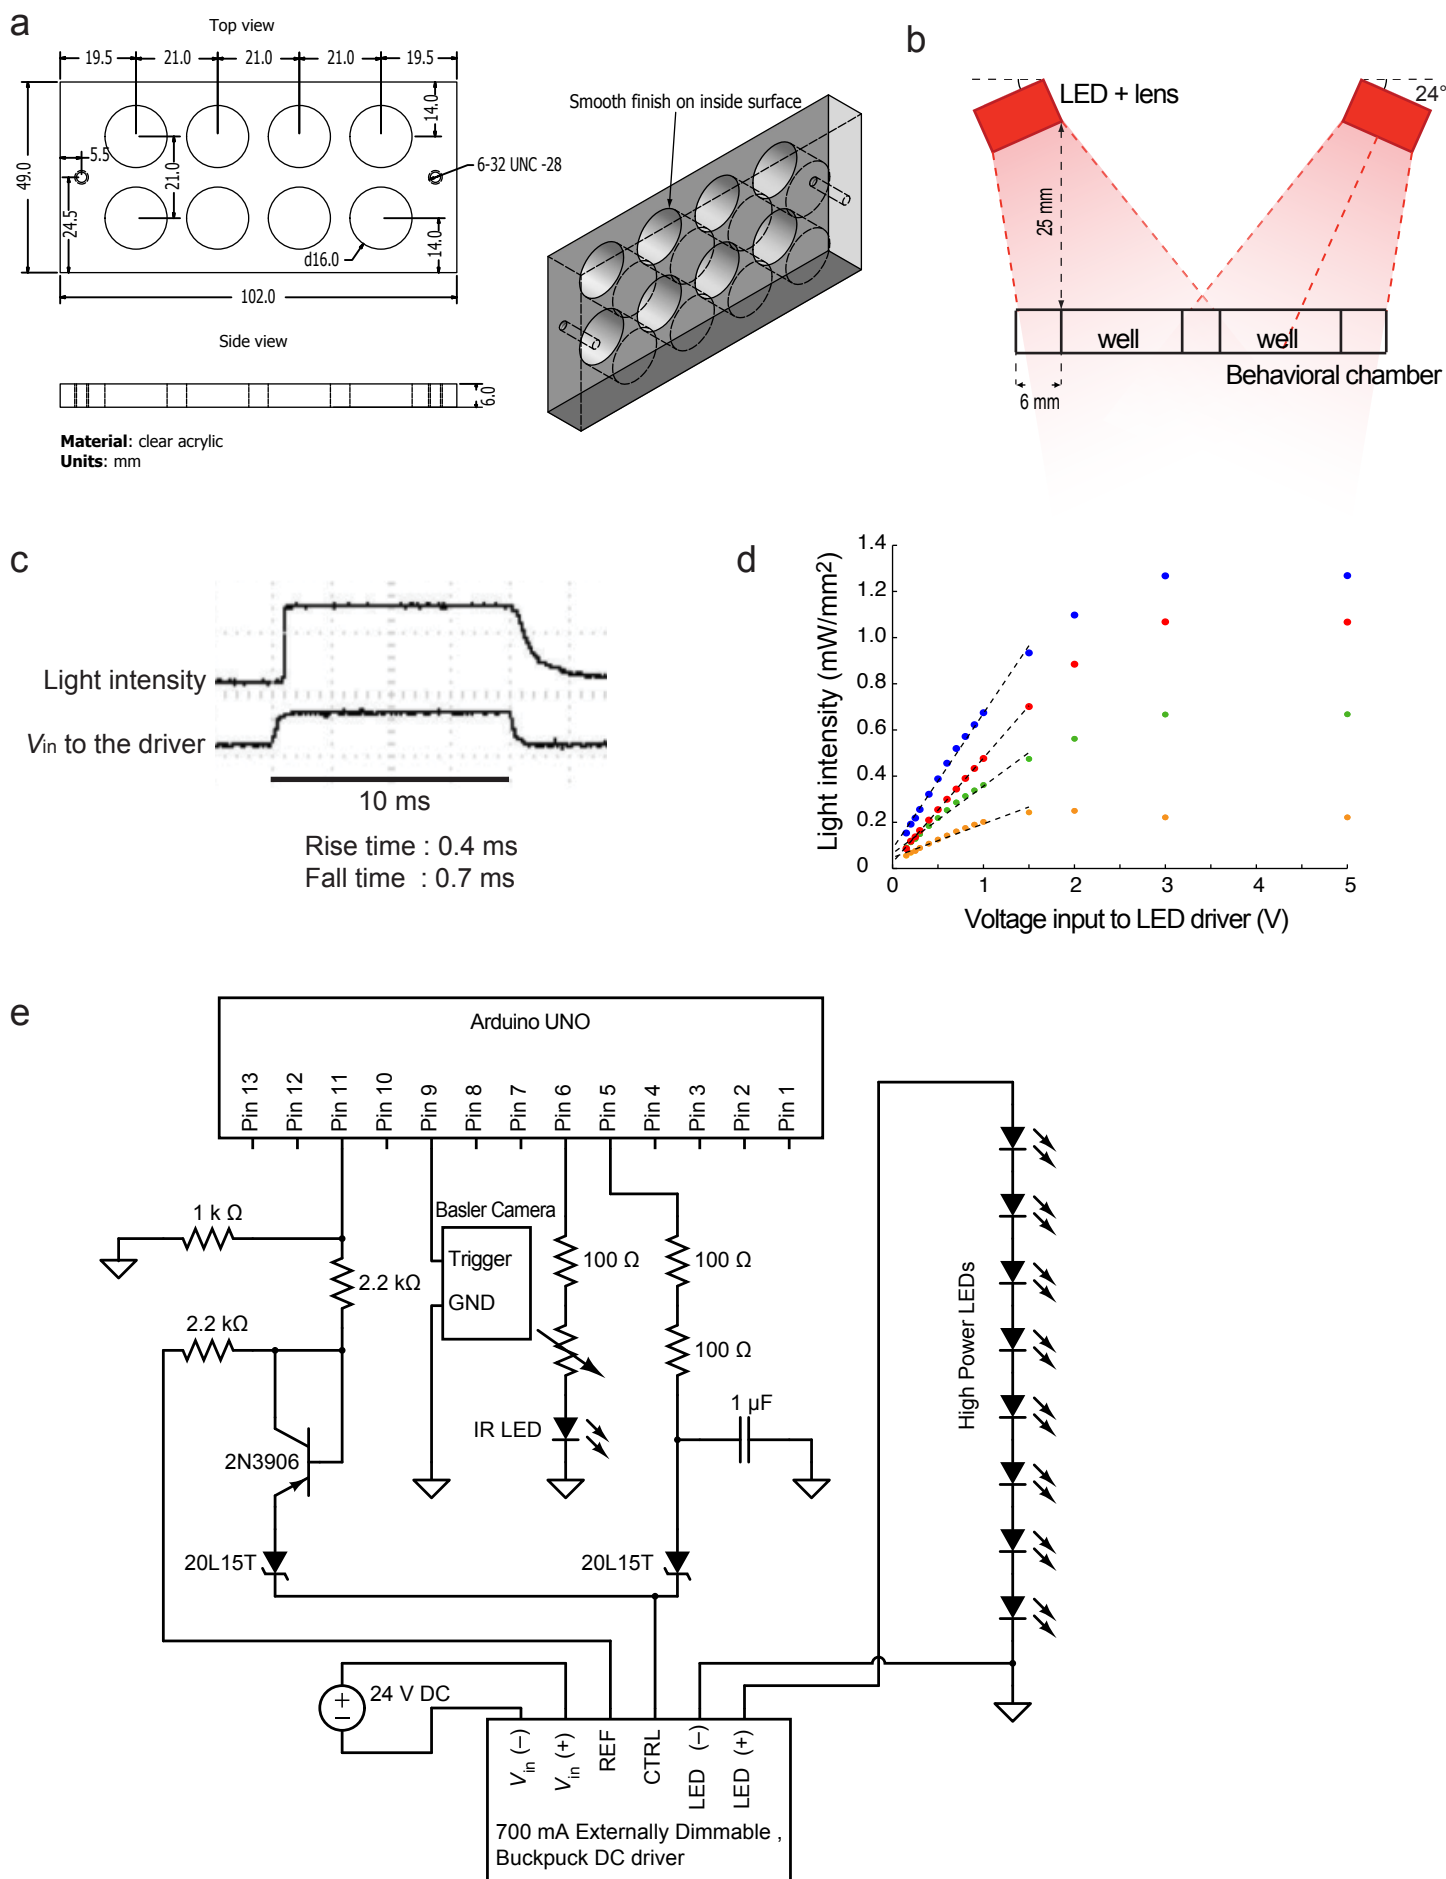 a
Top view
19.5
21.0
21.0
21.0
19.5
49.0
14.0
5.5
21.0
24.5
6-32 UNC -28
d16.0
14.0
102.0
Side view
6.0
Material: clear acrylic
Units: mm
Smooth finish on inside surface
b
LED + lens
24°
25 mm
well
well
Behavioral chamber
6 mm
c
Light intensity
Vin to the driver
10 ms
Rise time : 0.4 ms
Fall time : 0.7 ms
d
Light intensity (mW/mm2)
1.4
1.2
1.0
0.8
0.6
0.4
0.2
0
0
1
2
3
4
5
Voltage input to LED driver (V)
e
Arduino UNO
Pin 13
Pin 12
Pin 11
Pin 10
Pin 9
Pin 8
Pin 7
Pin 6
Pin 5
Pin 4
Pin 3
Pin 2
Pin 1
1 k Ω
2.2 kΩ
2.2 kΩ
Basler Camera
Trigger
GND
100 Ω
100 Ω
100 Ω
1 µF
IR LED
2N3906
20L15T
20L15T
High Power LEDs
24 V DC
Vin (–)
Vin (+)
REF
CTRL
LED (–)
LED (+)
700 mA Externally Dimmable ,
Buckpuck DC driver